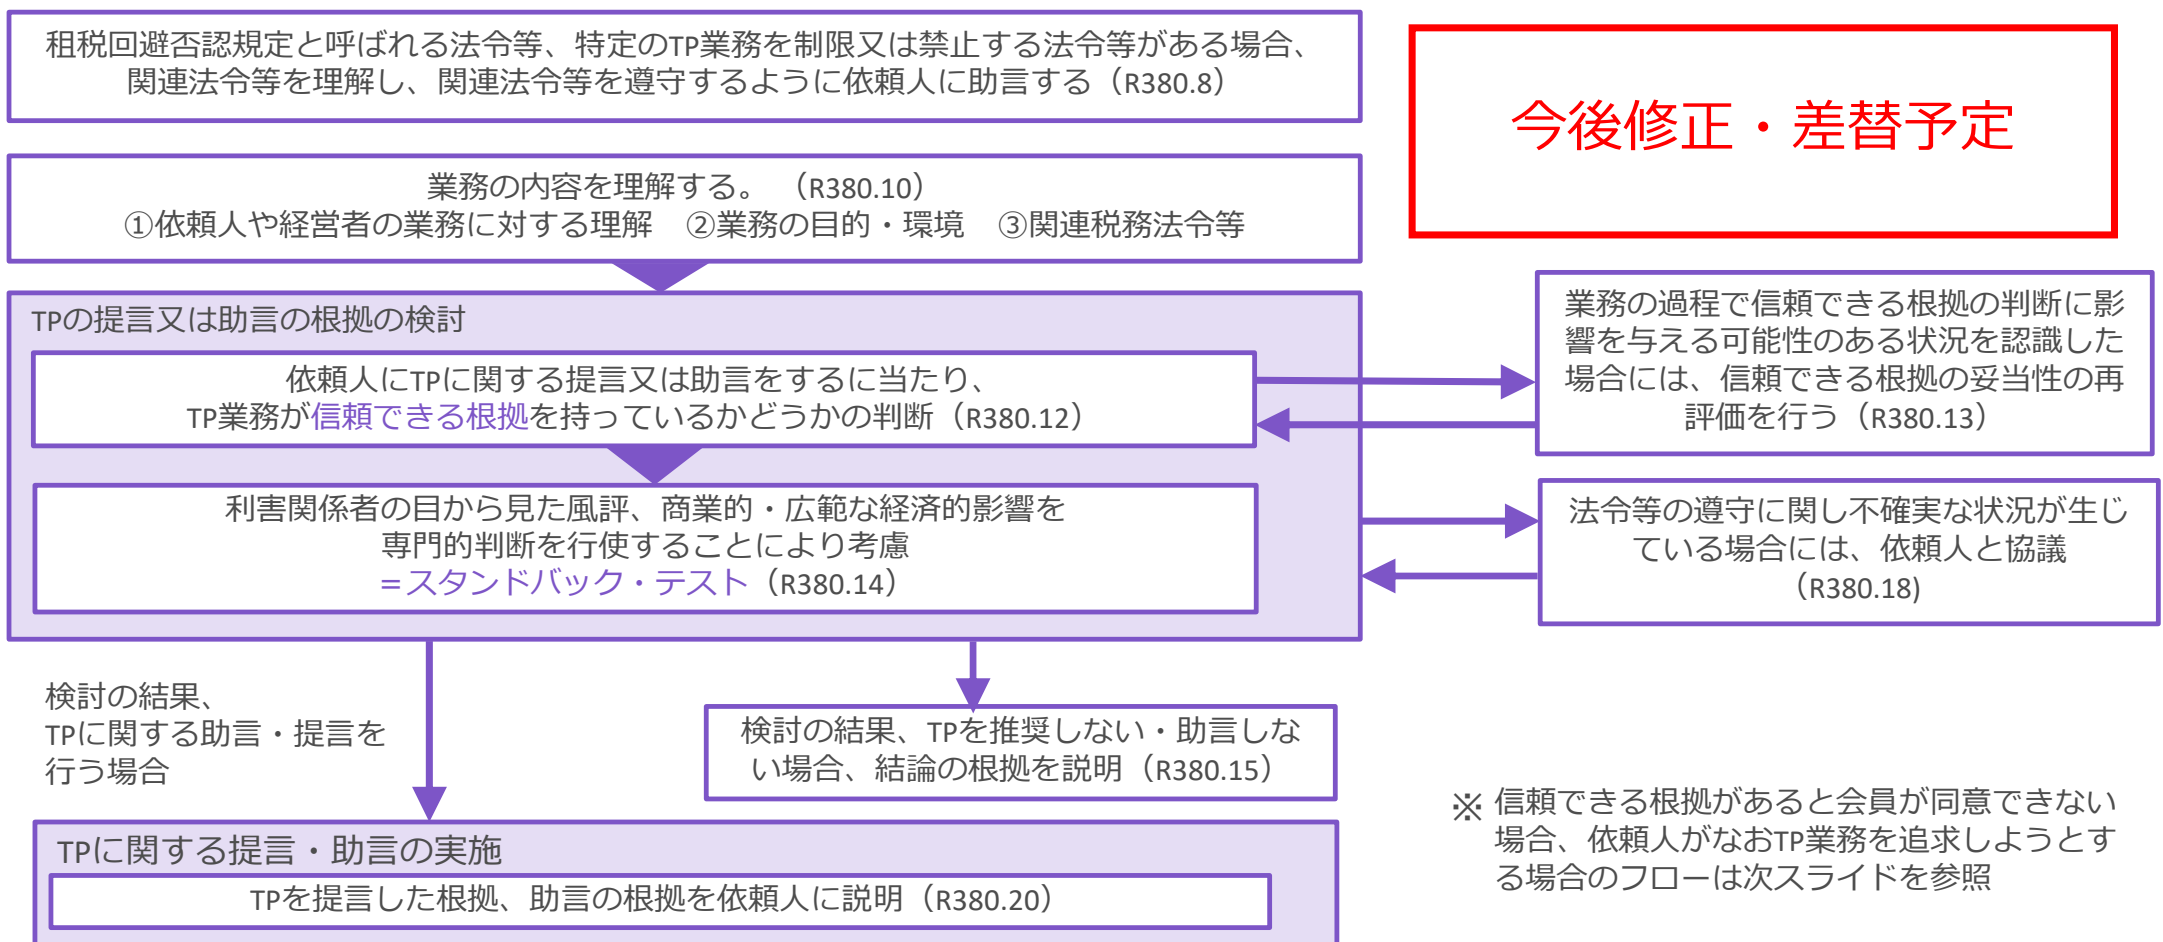 租税回避否認規定と呼ばれる法令等、特定のTP業務を制限又は禁止する法令等がある場合、
関連法令等を理解し、関連法令等を遵守するように依頼人に助言する（R380.8）
今後修正・差替予定
業務の内容を理解する。 （R380.10）
①依頼人や経営者の業務に対する理解　②業務の目的・環境　③関連税務法令等
TPの提言又は助言の根拠の検討
依頼人にTPに関する提言又は助言をするに当たり、
TP業務が信頼できる根拠を持っているかどうかの判断（R380.12）
業務の過程で信頼できる根拠の判断に影
響を与える可能性のある状況を認識した
場合には、信頼できる根拠の妥当性の再
評価を行う（R380.13）
利害関係者の目から見た風評、商業的・広範な経済的影響を
専門的判断を行使することにより考慮
＝スタンドバック・テスト（R380.14）
法令等の遵守に関し不確実な状況が生じ
ている場合には、依頼人と協議
（R380.18)
検討の結果、
TPに関する助言・提言を
行う場合
検討の結果、TPを推奨しない・助言しな
い場合、結論の根拠を説明（R380.15）
※ 信頼できる根拠があると会員が同意できない
場合、依頼人がなおTP業務を追求しようとす
る場合のフローは次スライドを参照
TPに関する提言・助言の実施
TPを提言した根拠、助言の根拠を依頼人に説明（R380.20）